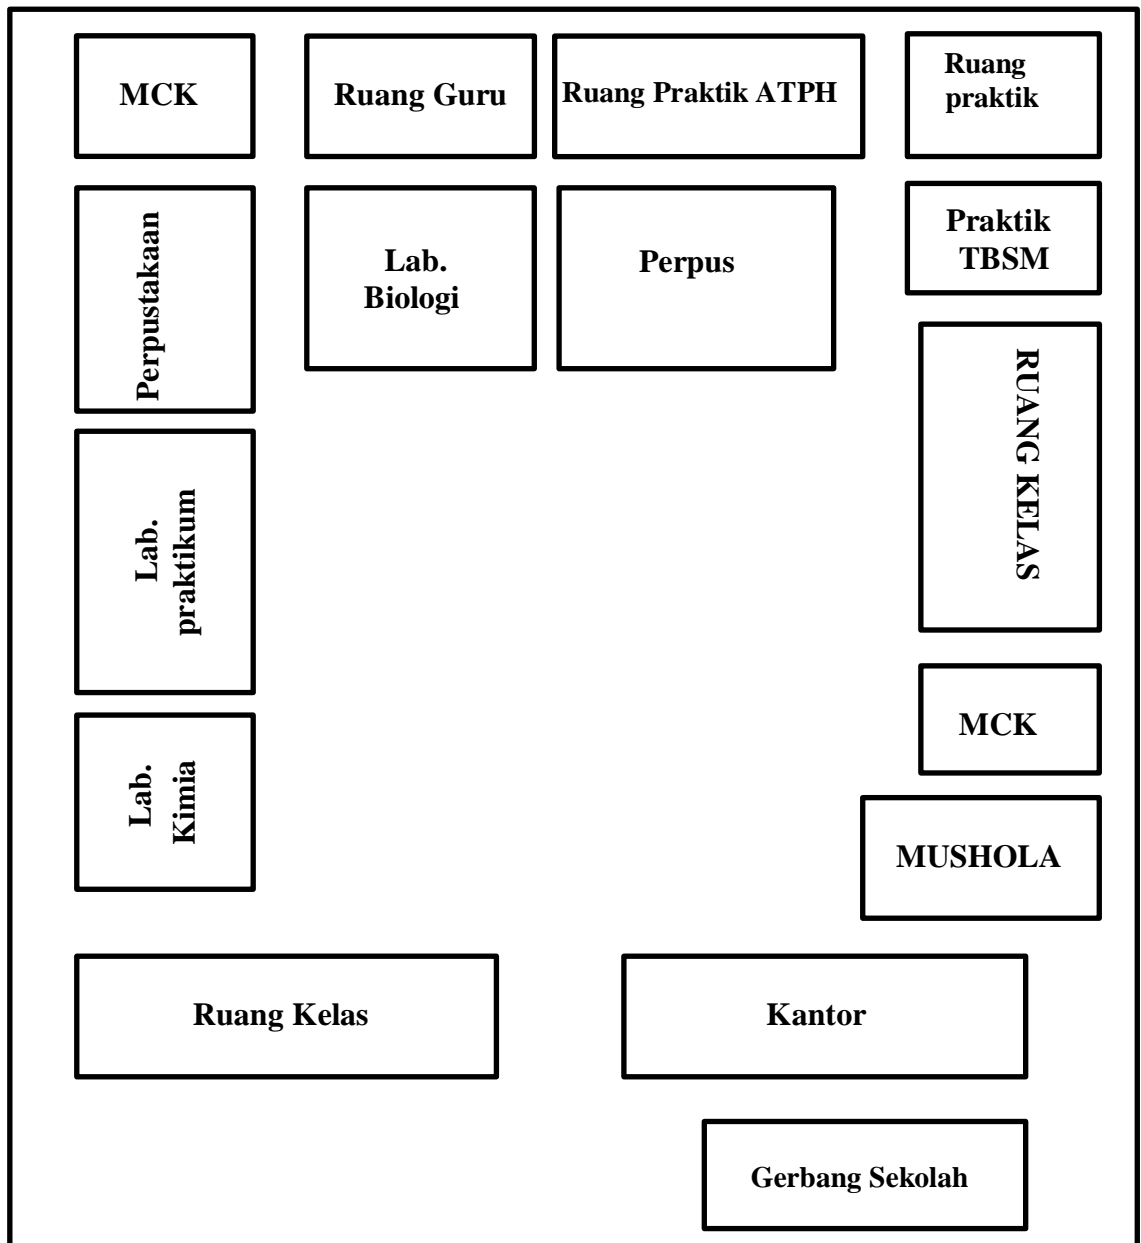 MCK
Ruang Guru
Ruang Praktik ATPH
Ruang
praktik
Perpustakaan
Lab.
Biologi
Perpus
Praktik
TBSM
RUANG KELAS
Lab.
praktikum
MCK
Lab.
Kimia
MUSHOLA
Ruang Kelas
Kantor
Gerbang Sekolah